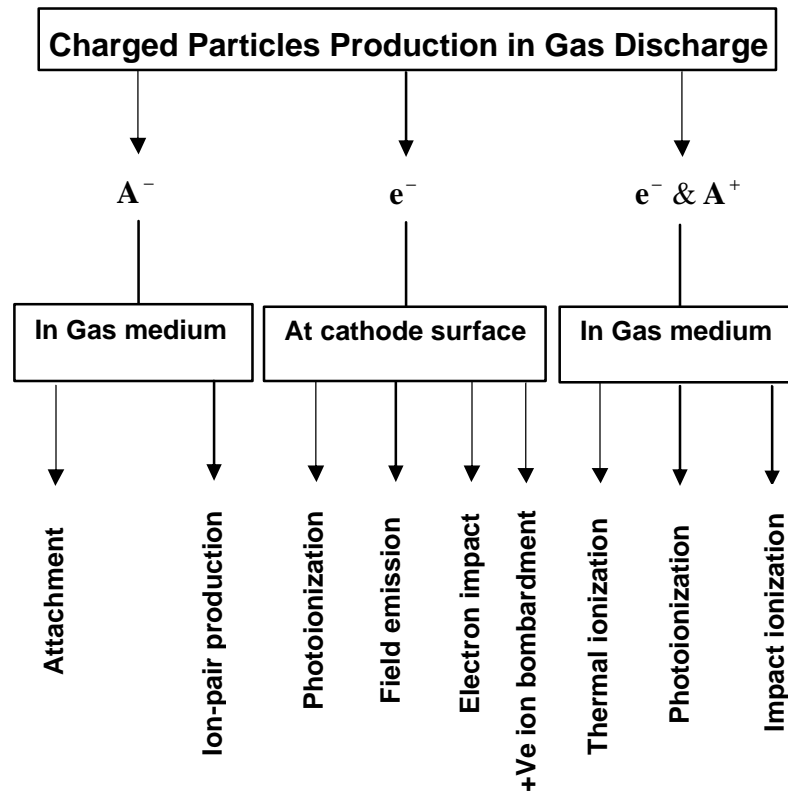 Charged Particles Production in Gas Discharge
A⁻
e⁻
e⁻ & A⁺
In Gas medium
At cathode surface
In Gas medium
Attachment
Ion-pair production
Photoionization
Field emission
Electron impact
+Ve ion bombardment
Thermal ionization
Photoionization
Impact ionization